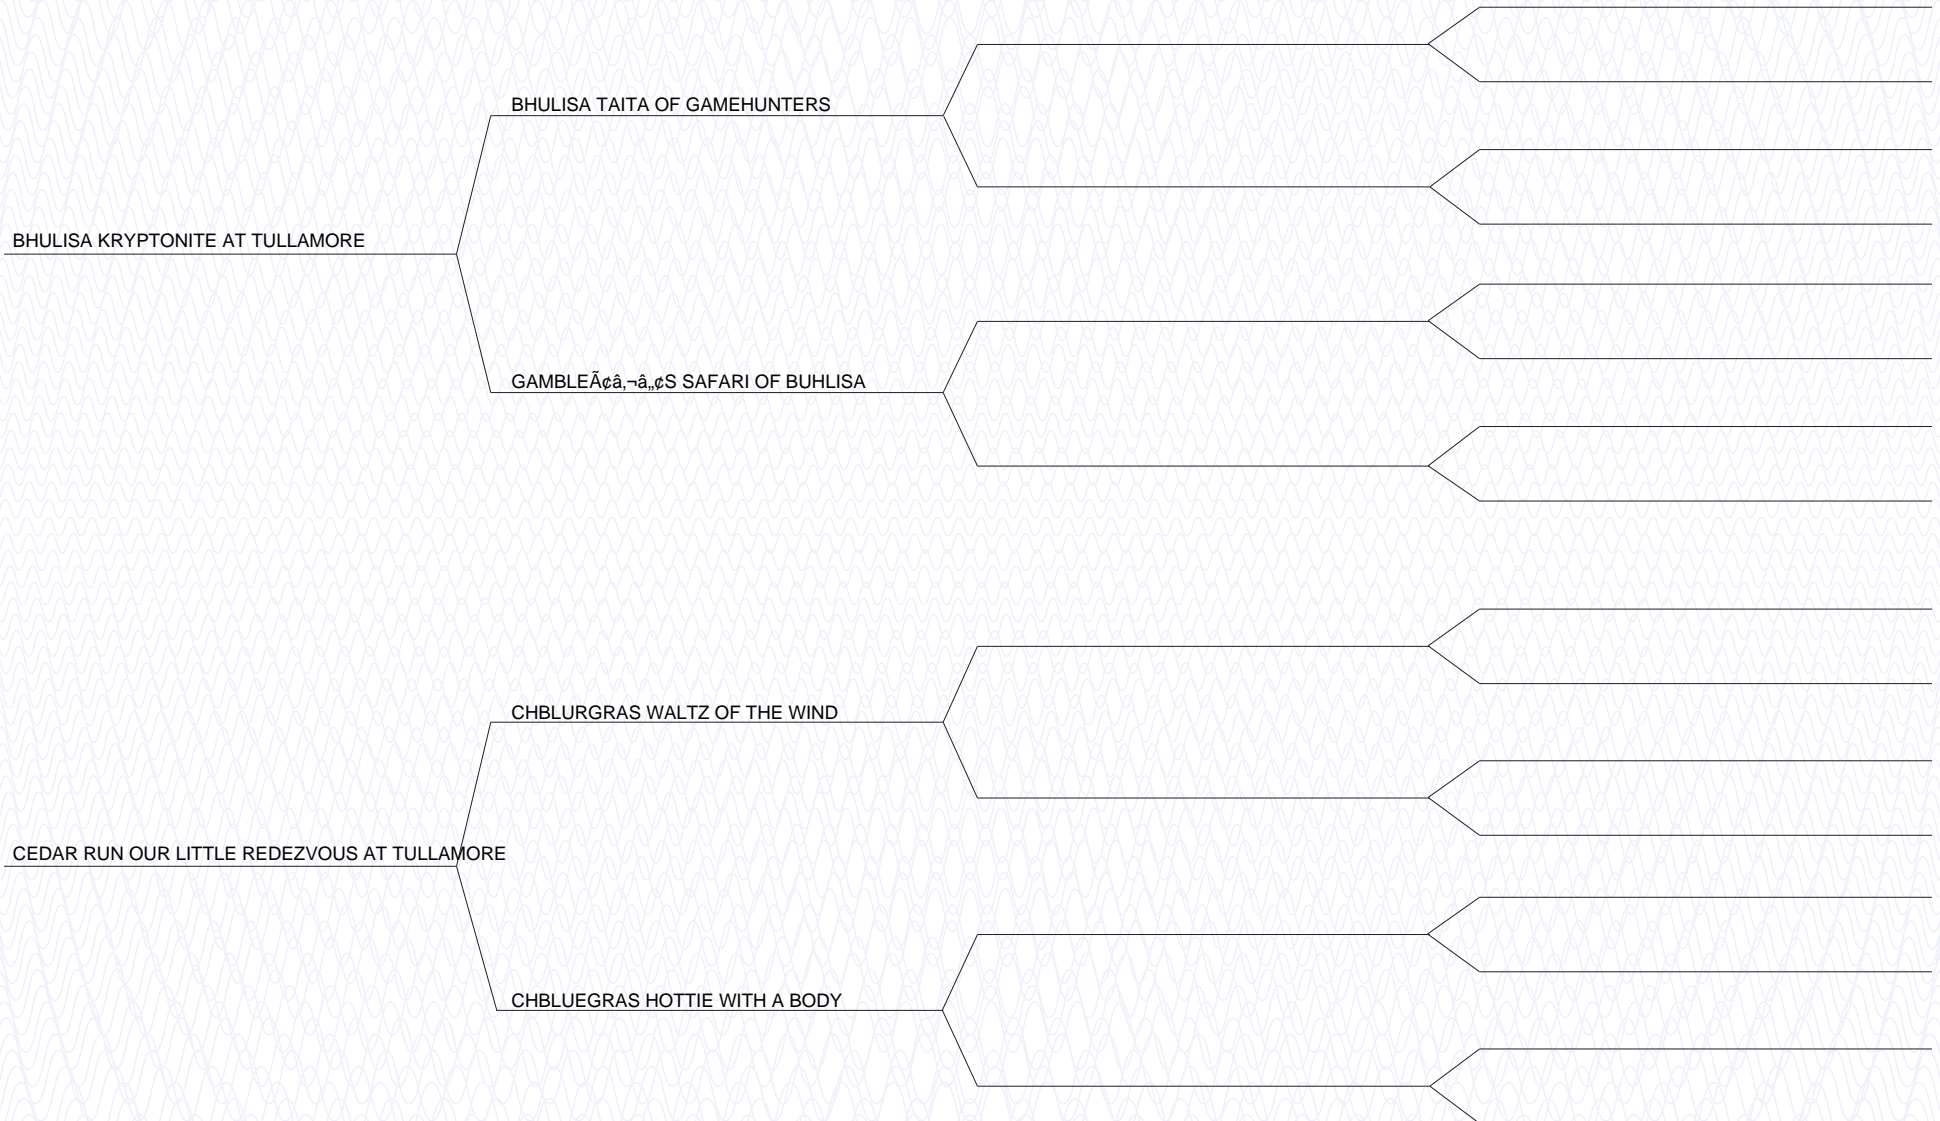 BHULISA TAITA OF GAMEHUNTERS
BHULISA KRYPTONITE AT TULLAMORE
GAMBLEÃ¢â‚¬â„¢S SAFARI OF BUHLISA
CHBLURGRAS WALTZ OF THE WIND
CEDAR RUN OUR LITTLE REDEZVOUS AT TULLAMORE
CHBLUEGRAS HOTTIE WITH A BODY